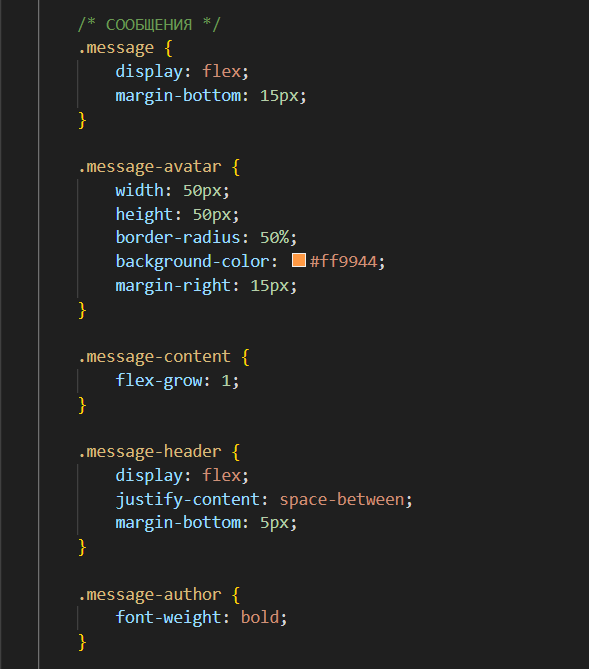 /* СООБЩЕНИЯ */
.message {
display: flex;
margin-bottom: 15px;
}
.message-avatar {
width: 50px;
height: 50px;
border-radius: 50%;
background-color: #ff9944;
margin-right: 15px;
}
.message-content {
flex-grow: 1;
}
.message-header {
display: flex;
justify-content: space-between;
margin-bottom: 5px;
}
.message-author {
font-weight: bold;
}